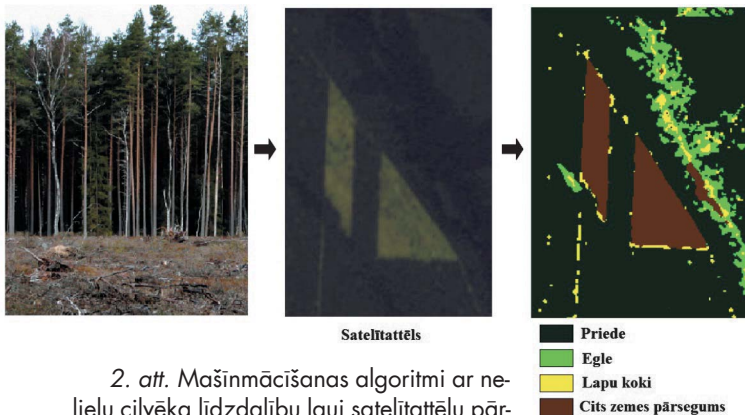 Satelītattēls
Priede
Egle
Lapu koki
Cits zemes pārsegums
2. att. Mašīnmācīšanas algoritmi ar ne-
lielu cilvēka līdzdalību ļauj satelītattēlu pār-